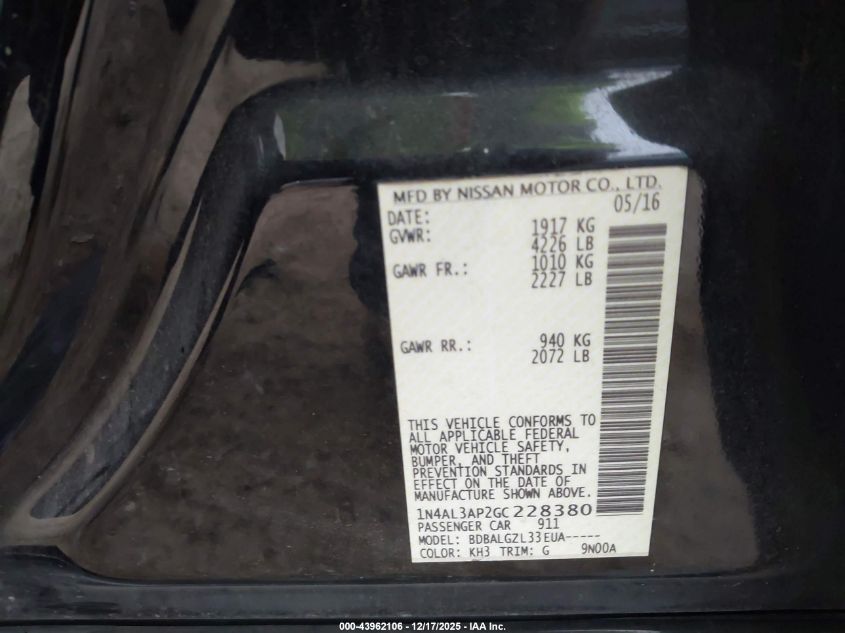 MFD BY NISSAN MOTOR CO., LTD.
DATE: 05/16
GVWR: 1917 KG
4226 LB
GAWR FR.: 1010 KG
2227 LB
GAWR RR.: 940 KG
2072 LB
THIS VEHICLE CONFORMS TO
ALL APPLICABLE FEDERAL
MOTOR VEHICLE SAFETY,
BUMPER, AND THEFT
PREVENTION STANDARDS IN
EFFECT ON THE DATE OF
MANUFACTURE SHOWN ABOVE.
1N4AL3AP2GC228380
PASSENGER CAR 911
MODEL: BDBALGZL33EUA-----
COLOR: KH3 TRIM: G 9N00A
000-43962106 - 12/17/2025 - IAA Inc.